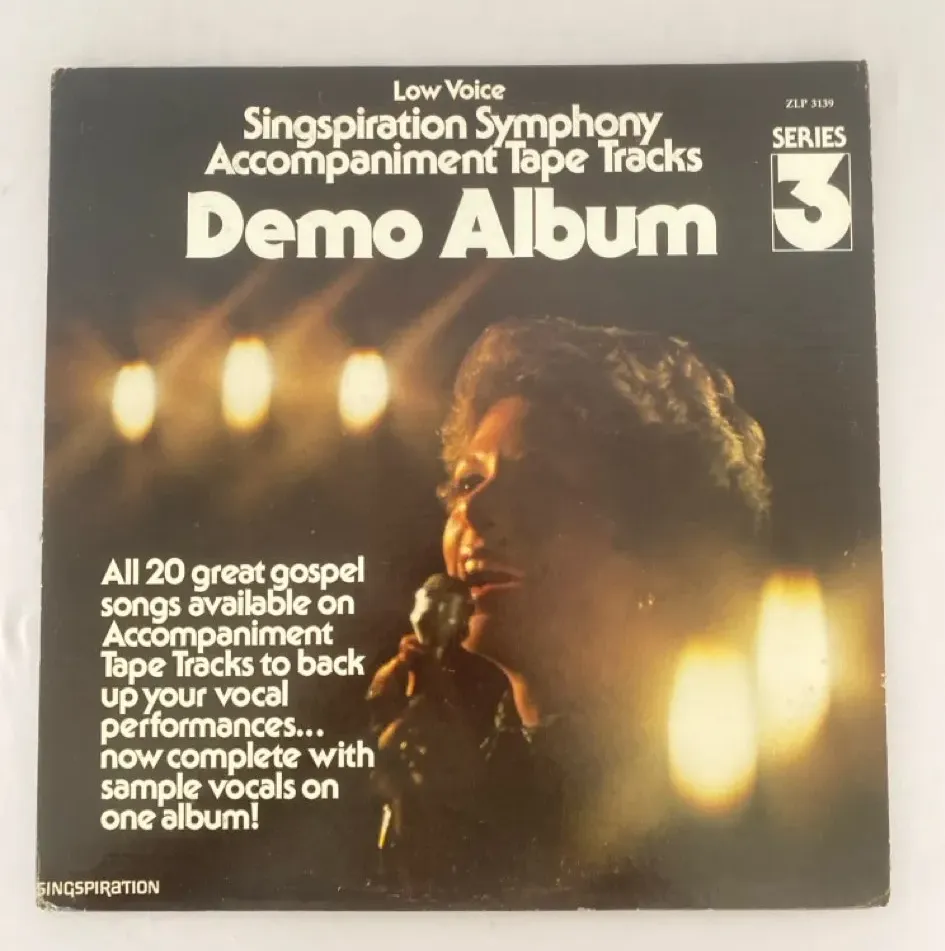 Low Voice
Singspiration Symphony
Accompaniment Tape Tracks
Demo Album
ZLP 3139
SERIES
3
All 20 great gospel
songs available on
Accompaniment
Tape Tracks to back
up your vocal
performances...
now complete with
sample vocals on
one album!
SINGSPIRATION